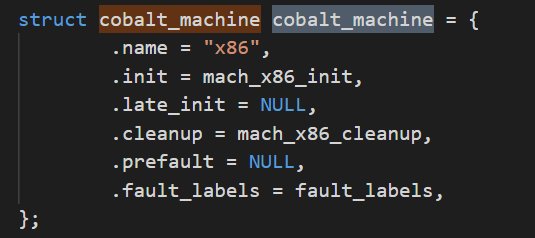 struct cobalt_machine cobalt_machine = {
.name = "x86",
.init = mach_x86_init,
.late_init = NULL,
.cleanup = mach_x86_cleanup,
.prefault = NULL,
.fault_labels = fault_labels,
};